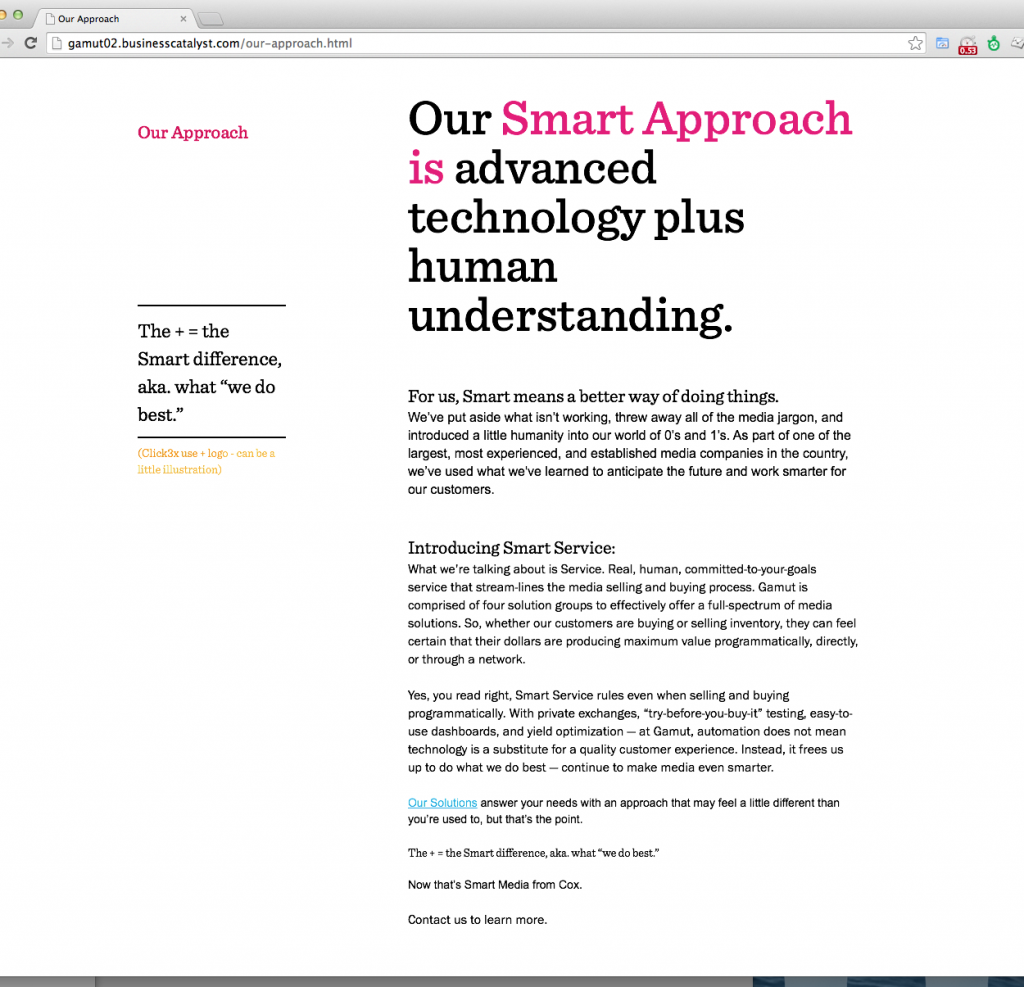 Our Approach
gamut02.businesscatalyst.com/our-approach.html
0.53
Our Approach
Our Smart Approach
is advanced
technology plus
human
understanding.
The + = the
Smart difference,
aka. what “we do
best.”
(Click3x use + logo - can be a
little illustration)
For us, Smart means a better way of doing things.
We’ve put aside what isn’t working, threw away all of the media jargon, and
introduced a little humanity into our world of 0’s and 1’s. As part of one of the
largest, most experienced, and established media companies in the country,
we’ve used what we've learned to anticipate the future and work smarter for
our customers.
Introducing Smart Service:
What we’re talking about is Service. Real, human, committed-to-your-goals
service that stream-lines the media selling and buying process. Gamut is
comprised of four solution groups to effectively offer a full-spectrum of media
solutions. So, whether our customers are buying or selling inventory, they can feel
certain that their dollars are producing maximum value programmatically, directly,
or through a network.
Yes, you read right, Smart Service rules even when selling and buying
programmatically. With private exchanges, “try-before-you-buy-it” testing, easy-to-
use dashboards, and yield optimization — at Gamut, automation does not mean
technology is a substitute for a quality customer experience. Instead, it frees us
up to do what we do best — continue to make media even smarter.
Our Solutions answer your needs with an approach that may feel a little different than
you’re used to, but that’s the point.
The + = the Smart difference, aka. what “we do best.”
Now that’s Smart Media from Cox.
Contact us to learn more.